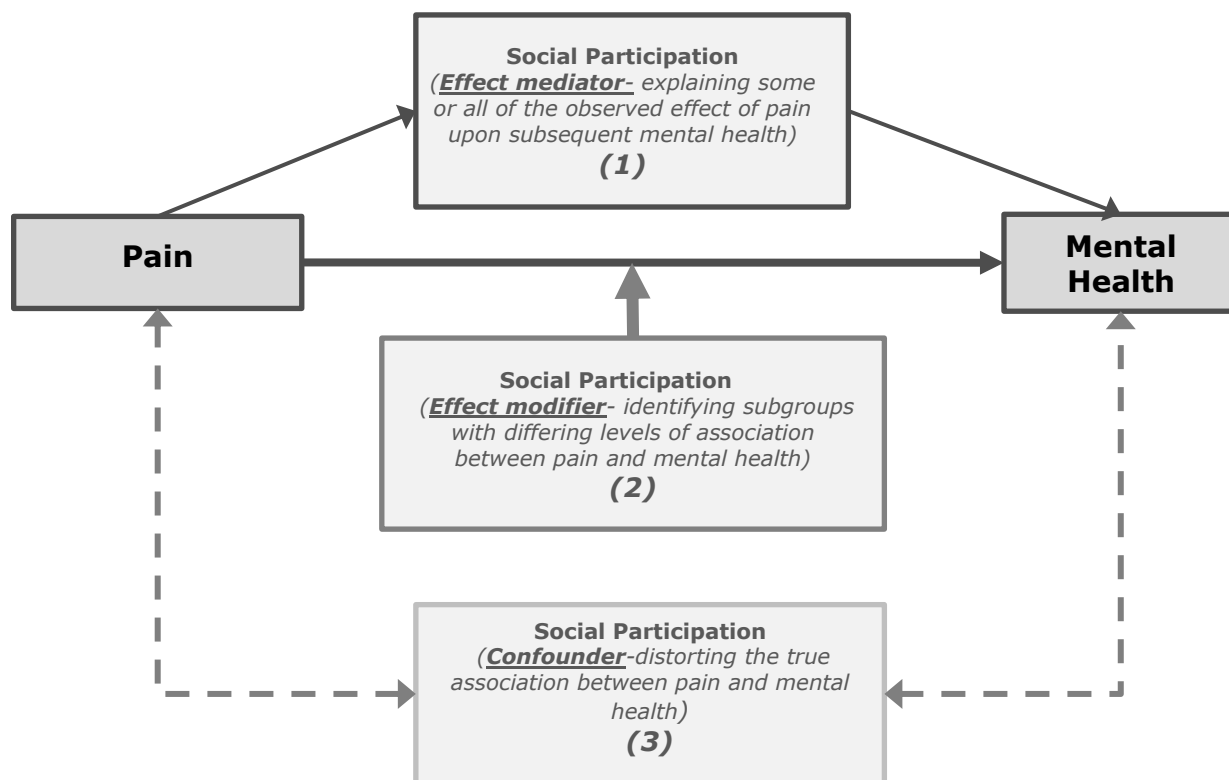 Social Participation
(Effect mediator- explaining some
or all of the observed effect of pain
upon subsequent mental health)
(1)
Pain
Mental
Health
Social Participation
(Effect modifier- identifying subgroups
with differing levels of association
between pain and mental health)
(2)
Social Participation
(Confounder-distorting the true
association between pain and mental
health)
(3)